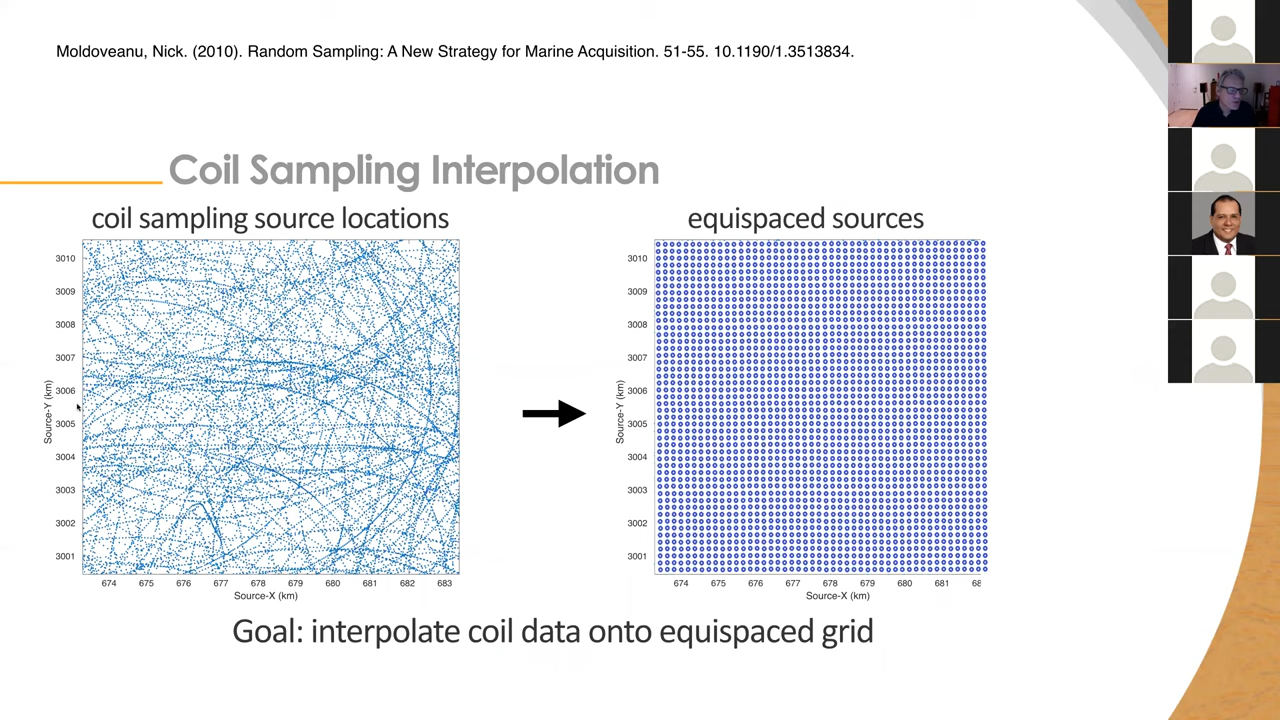 Moldoveanu, Nick. (2010). Random Sampling: A New Strategy for Marine Acquisition. 51-55. 10.1190/1.3513834.
Coil Sampling Interpolation
coil sampling source locations
3010
3009
3008
3007
3006
3005
3004
3003
3002
3001
Source-Y (km)
674 675 676 677 678 679 680 681 682 683
Source-X (km)
equispaced sources
3010
3009
3008
3007
3006
3005
3004
3003
3002
3001
Source-Y (km)
674 675 676 677 678 679 680 681 68
Source-X (km)
Goal: interpolate coil data onto equispaced grid